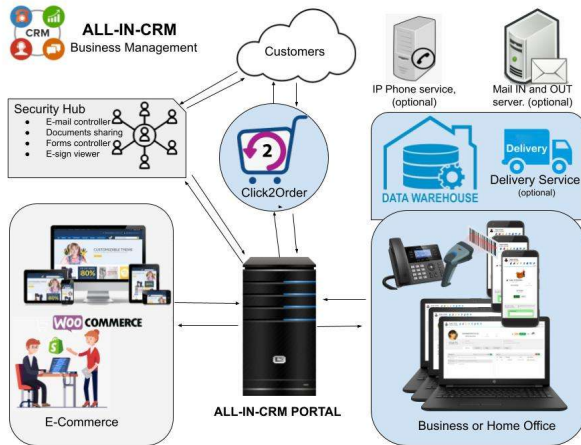 CRM
ALL-IN-CRM
Business Management
Customers
IP Phone service,
(optional)
Mail IN and OUT
server. (optional)
Security Hub
E-mail controller
Documents sharing
Forms controller
E-sign viewer
2
Click2Order
DATA WAREHOUSE
Delivery
Delivery Service
(optional)
80%
WOO COMMERCE
E-Commerce
ALL-IN-CRM PORTAL
Business or Home Office